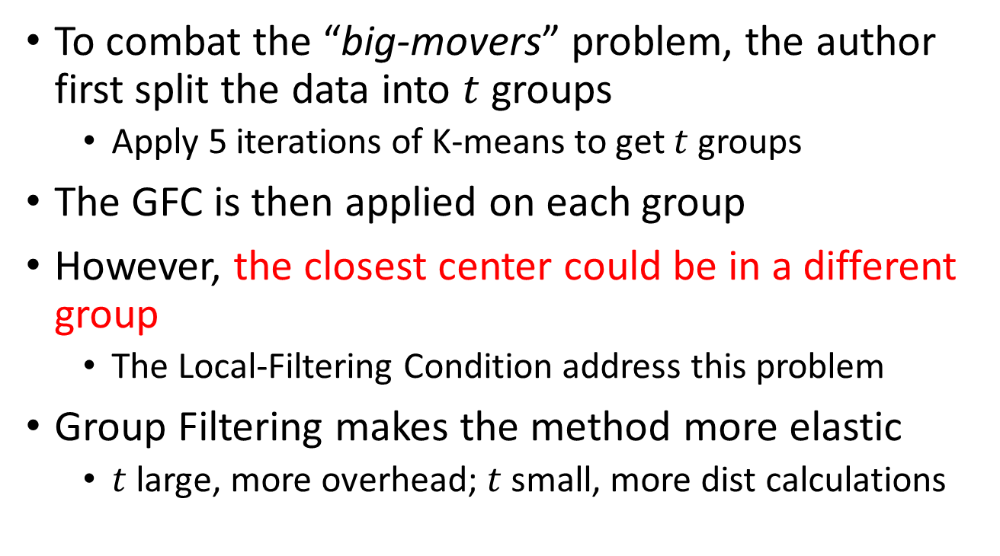 • To combat the “big-movers” problem, the author
first split the data into t groups
• Apply 5 iterations of K-means to get t groups
• The GFC is then applied on each group
• However, the closest center could be in a different
group
• The Local-Filtering Condition address this problem
• Group Filtering makes the method more elastic
• t large, more overhead; t small, more dist calculations